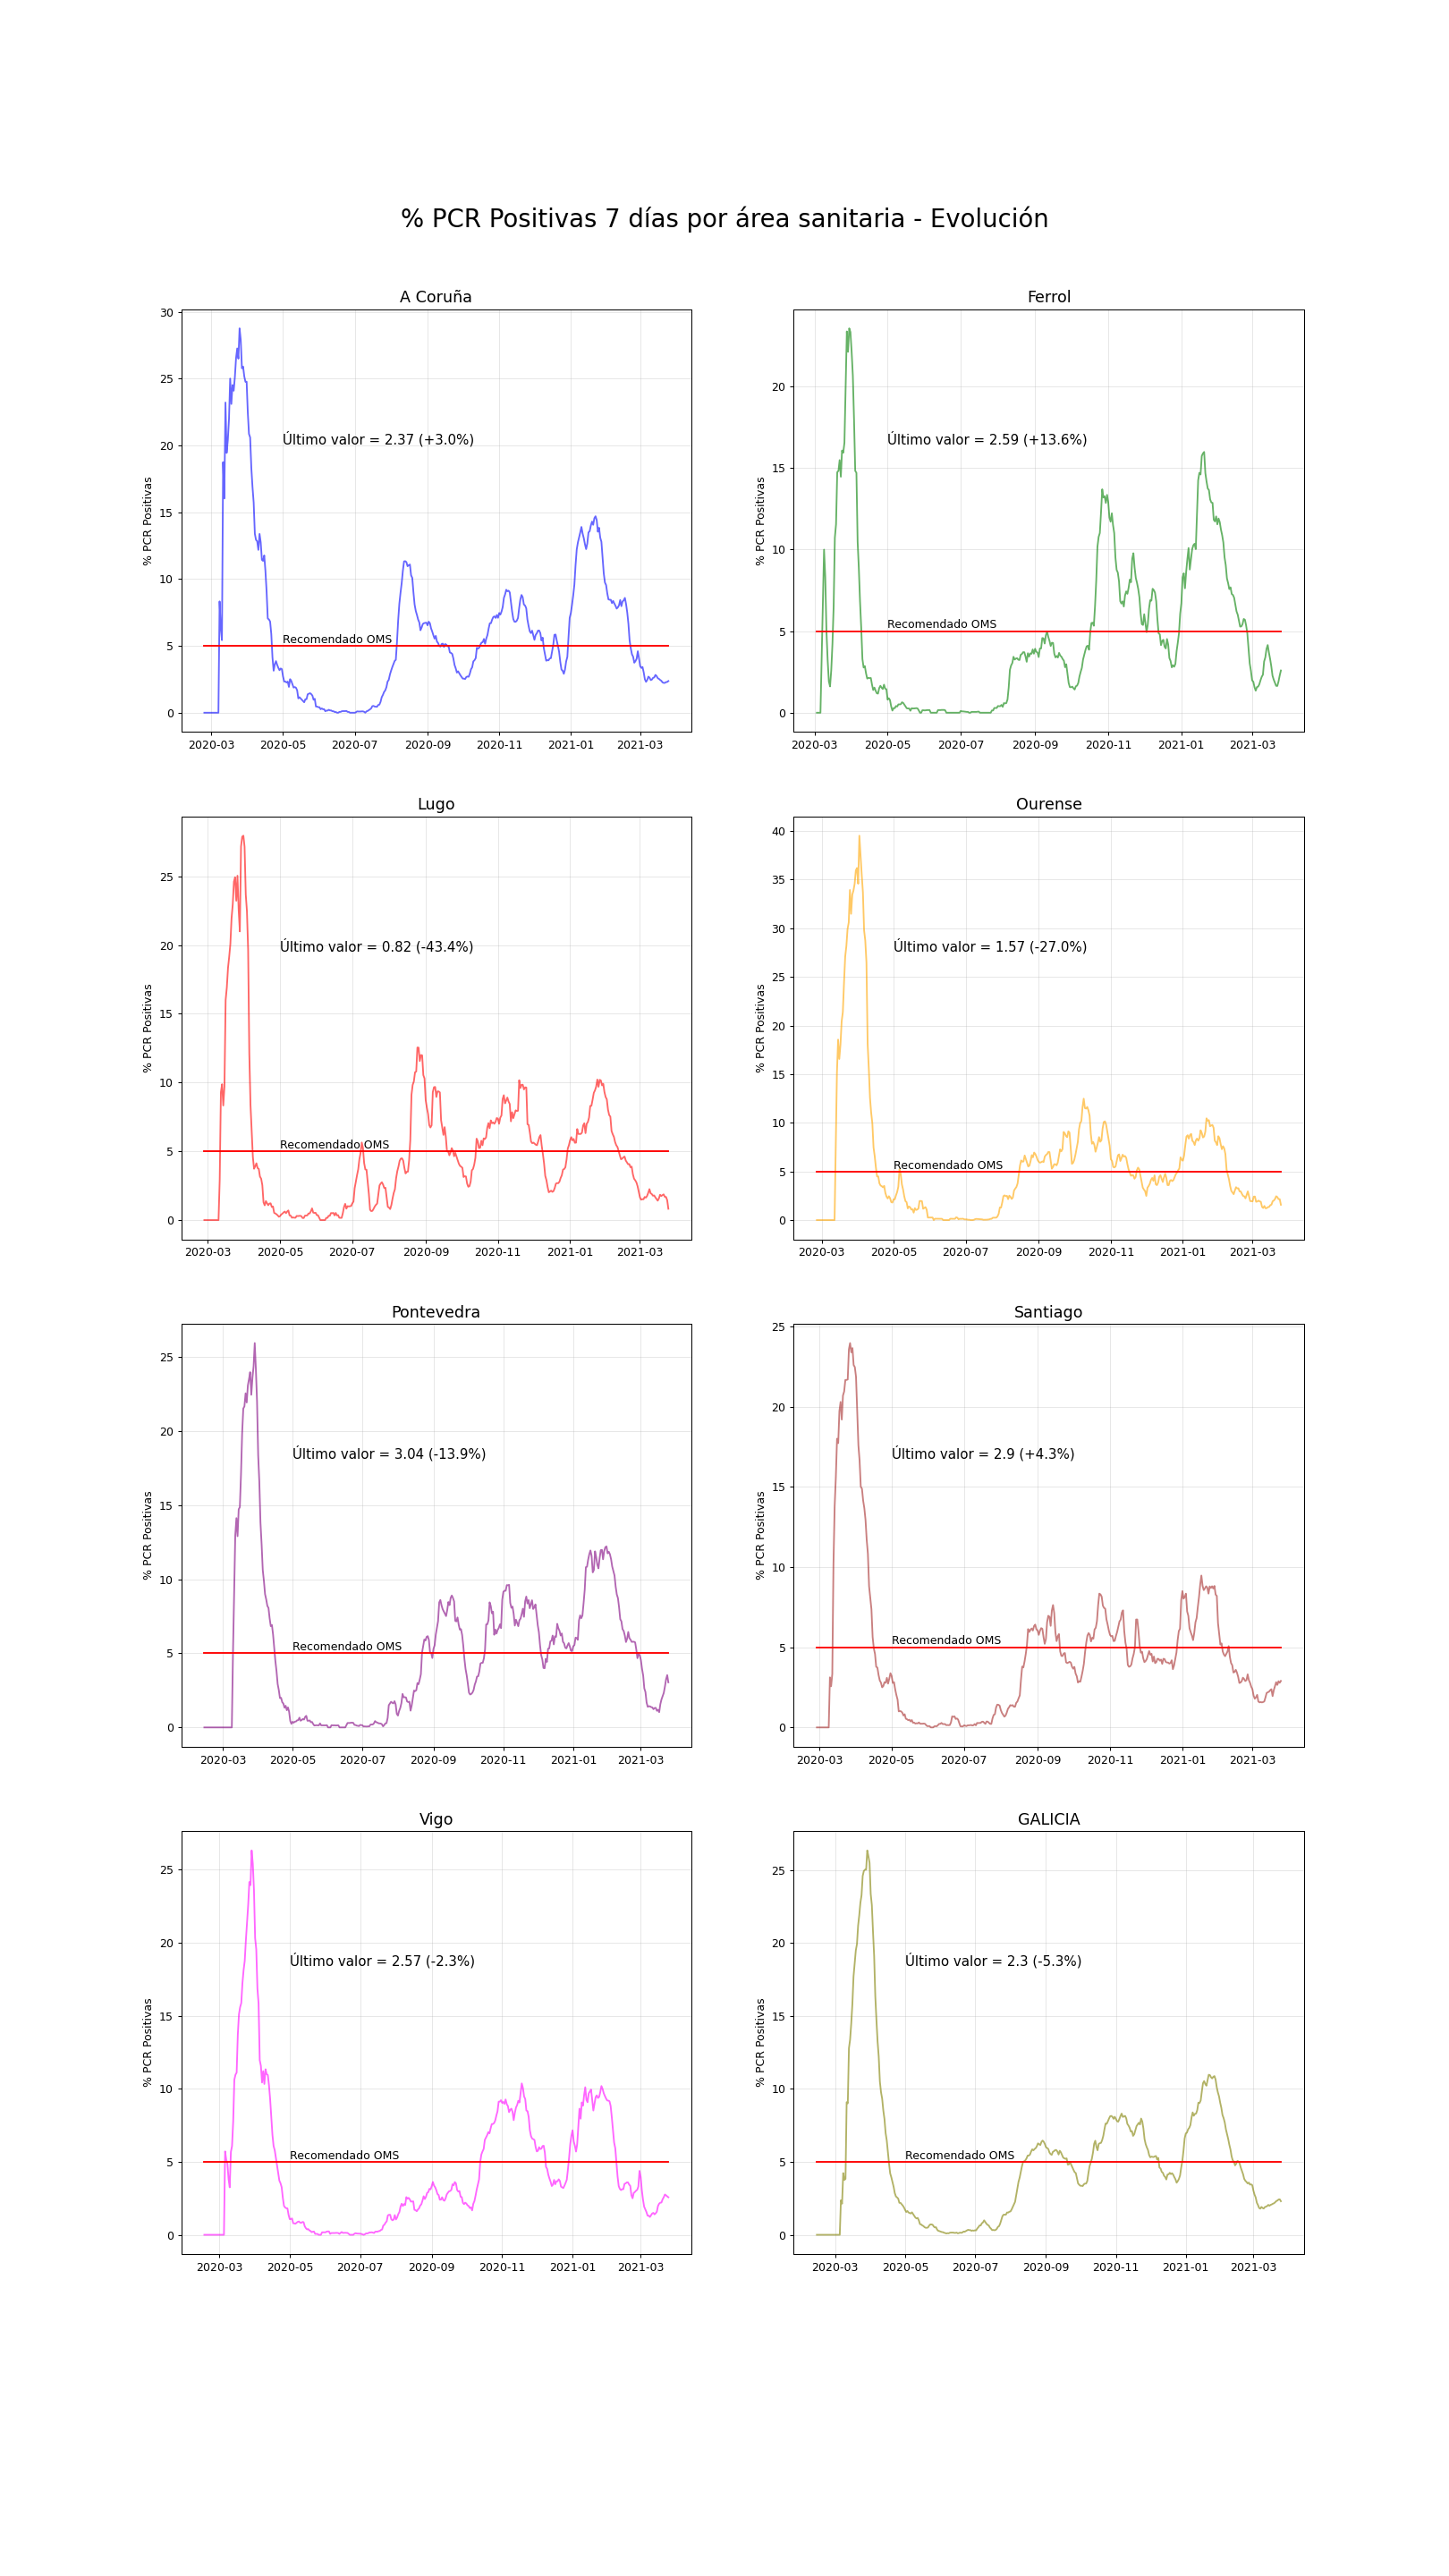 % PCR Positivas 7 días por área sanitaria - Evolución
A Coruña
30
25
20
15
10
5
0
% PCR Positivas
Último valor = 2.37 (+3.0%)
Recomendado OMS
2020-03 2020-05 2020-07 2020-09 2020-11 2021-01 2021-03
Ferrol
20
15
10
5
0
% PCR Positivas
Último valor = 2.59 (+13.6%)
Recomendado OMS
2020-03 2020-05 2020-07 2020-09 2020-11 2021-01 2021-03
Lugo
25
20
15
10
5
0
% PCR Positivas
Último valor = 0.82 (-43.4%)
Recomendado OMS
2020-03 2020-05 2020-07 2020-09 2020-11 2021-01 2021-03
Ourense
40
35
30
25
20
15
10
5
0
% PCR Positivas
Último valor = 1.57 (-27.0%)
Recomendado OMS
2020-03 2020-05 2020-07 2020-09 2020-11 2021-01 2021-03
Pontevedra
25
20
15
10
5
0
% PCR Positivas
Último valor = 3.04 (-13.9%)
Recomendado OMS
2020-03 2020-05 2020-07 2020-09 2020-11 2021-01 2021-03
Santiago
25
20
15
10
5
0
% PCR Positivas
Último valor = 2.9 (+4.3%)
Recomendado OMS
2020-03 2020-05 2020-07 2020-09 2020-11 2021-01 2021-03
Vigo
25
20
15
10
5
0
% PCR Positivas
Último valor = 2.57 (-2.3%)
Recomendado OMS
2020-03 2020-05 2020-07 2020-09 2020-11 2021-01 2021-03
GALICIA
25
20
15
10
5
0
% PCR Positivas
Último valor = 2.3 (-5.3%)
Recomendado OMS
2020-03 2020-05 2020-07 2020-09 2020-11 2021-01 2021-03